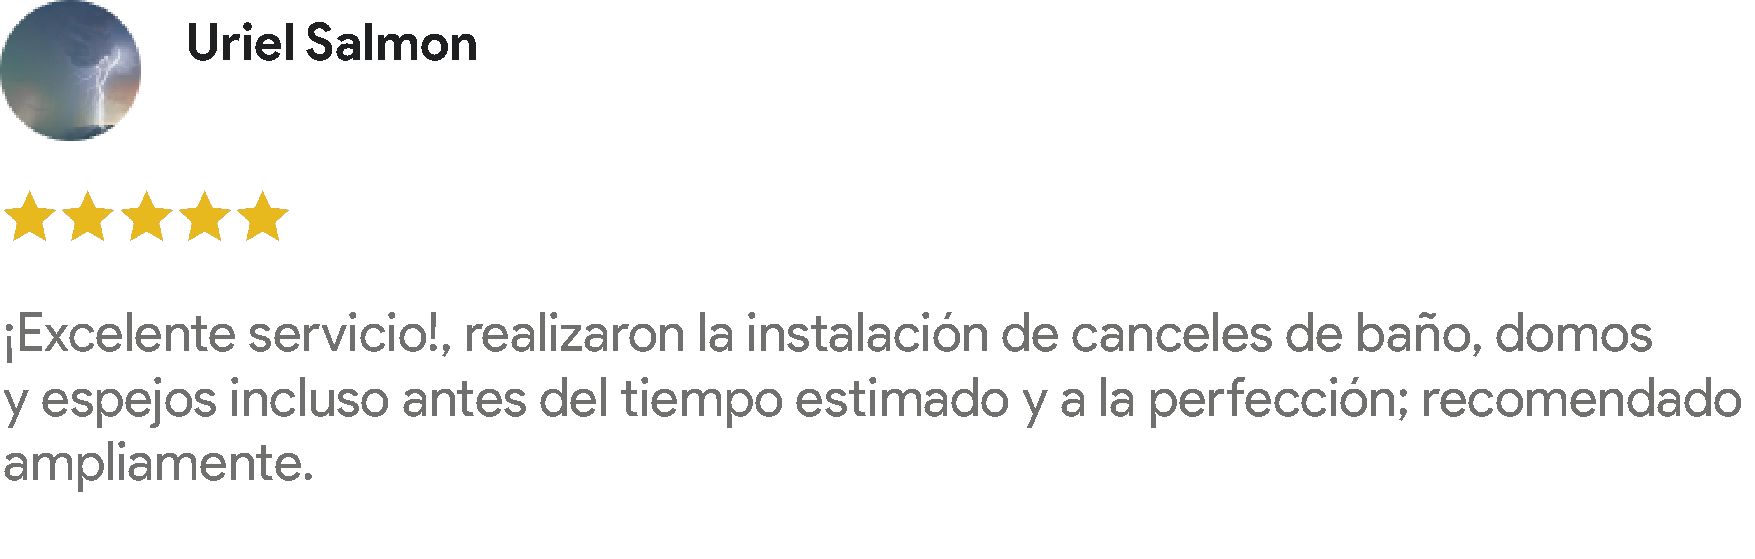 Uriel Salmon
¡Excelente servicio!, realizaron la instalación de canceles de baño, domos
y espejos incluso antes del tiempo estimado y a la perfección; recomendado
ampliamente.